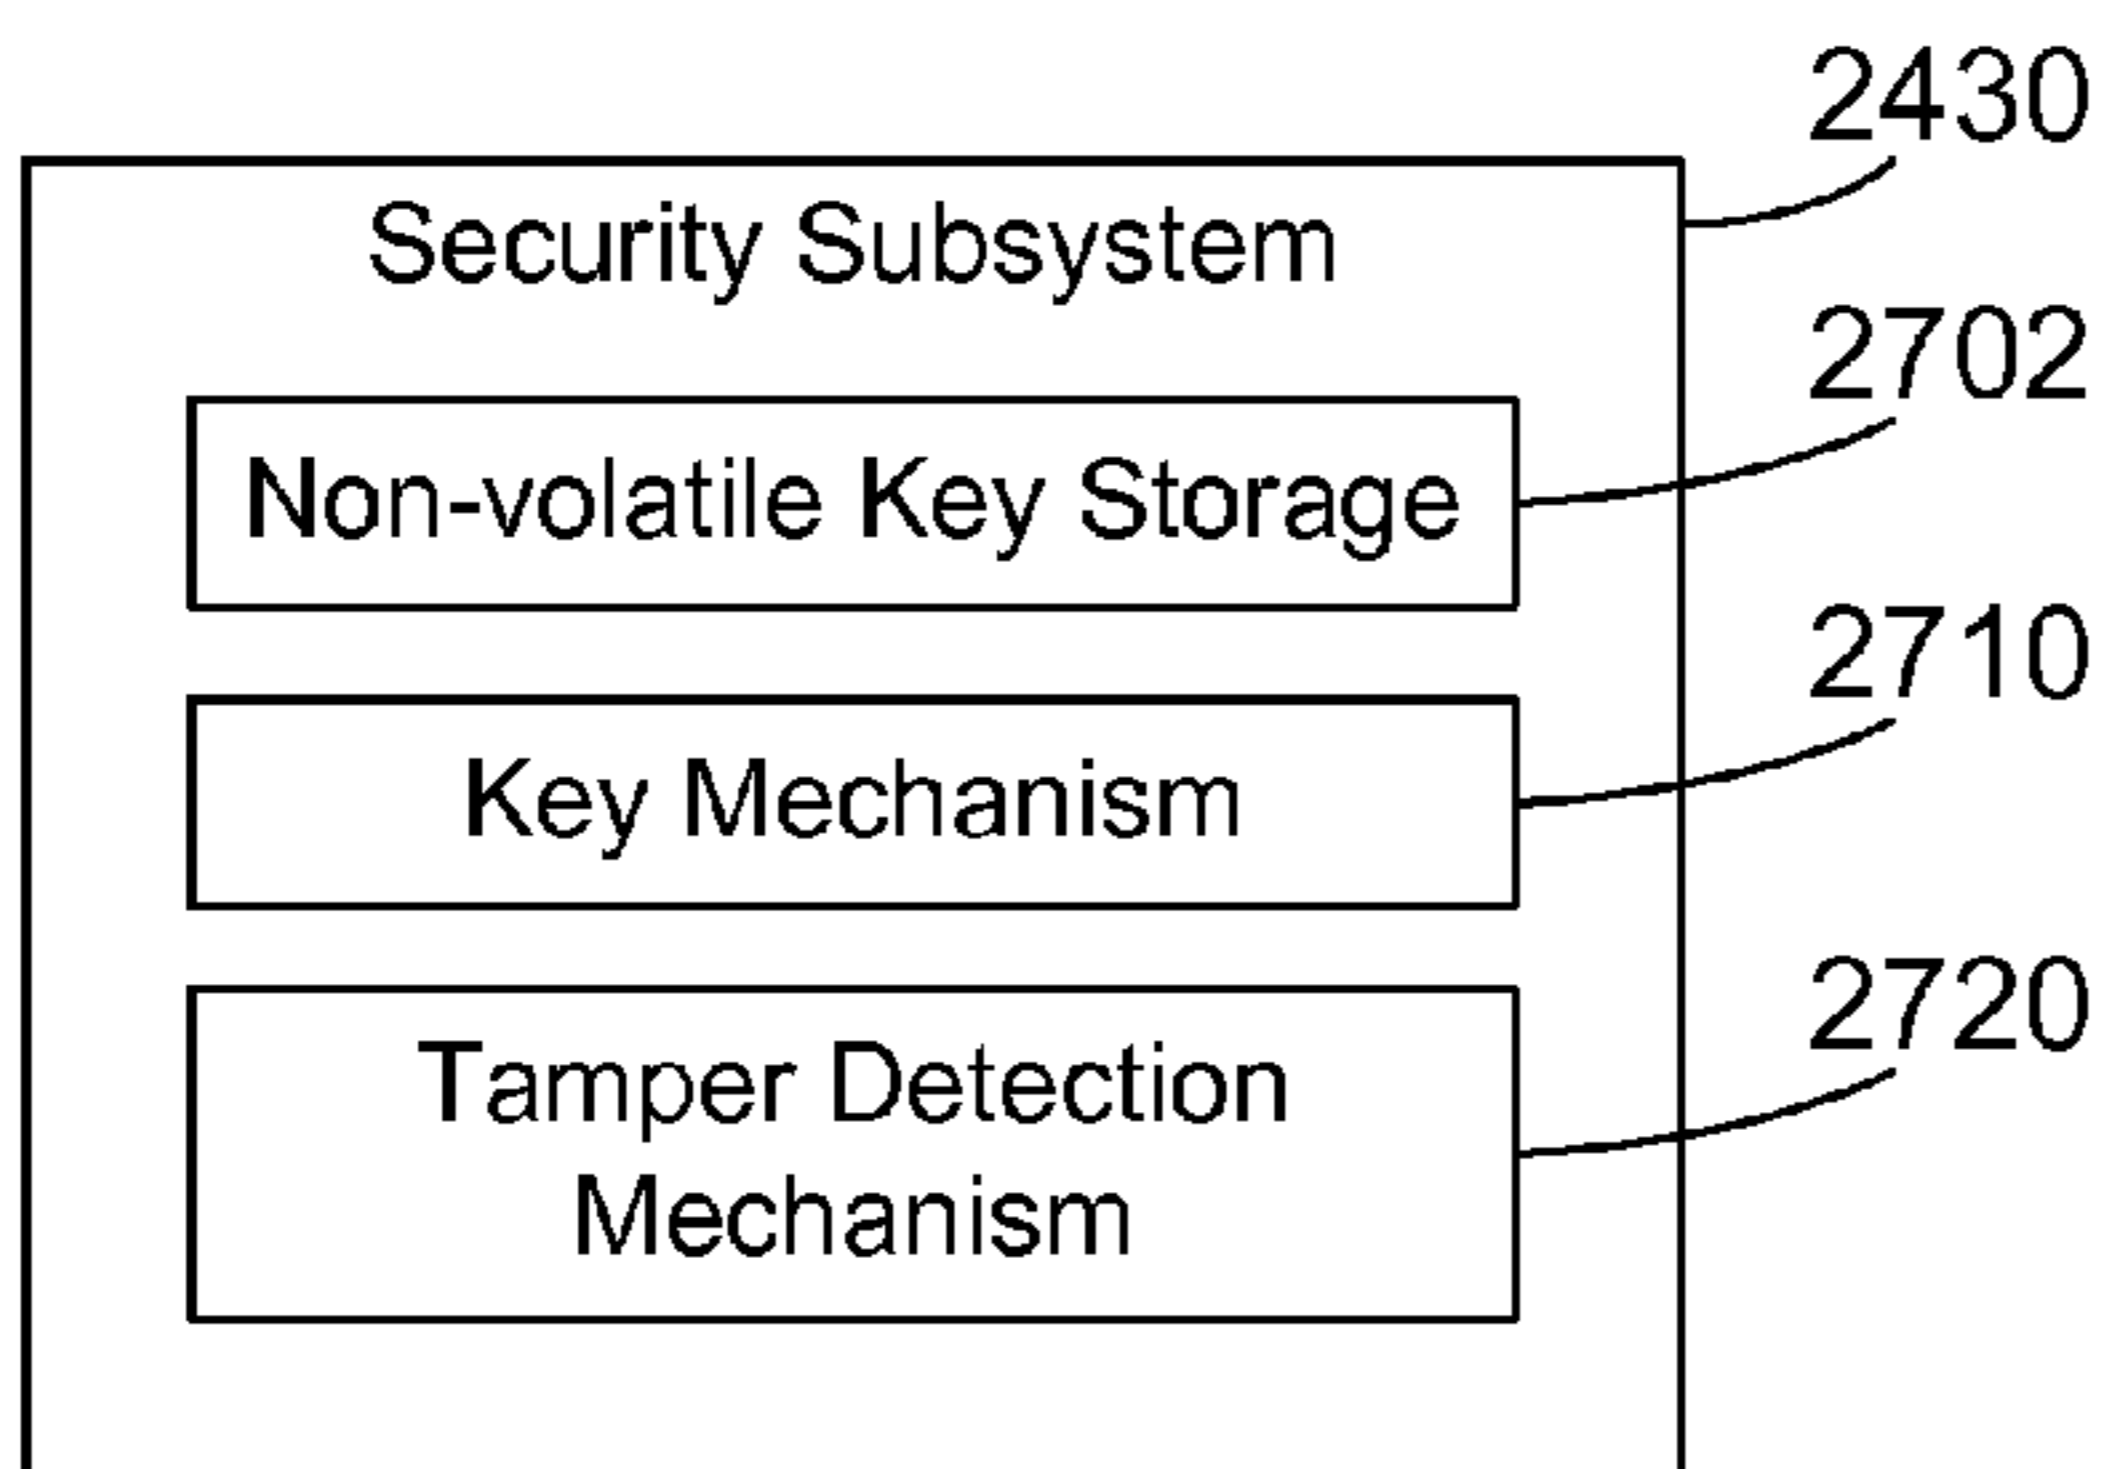 2430
Security Subsystem
2702
Non-volatile Key Storage
2710
Key Mechanism
2720
Tamper Detection
Mechanism